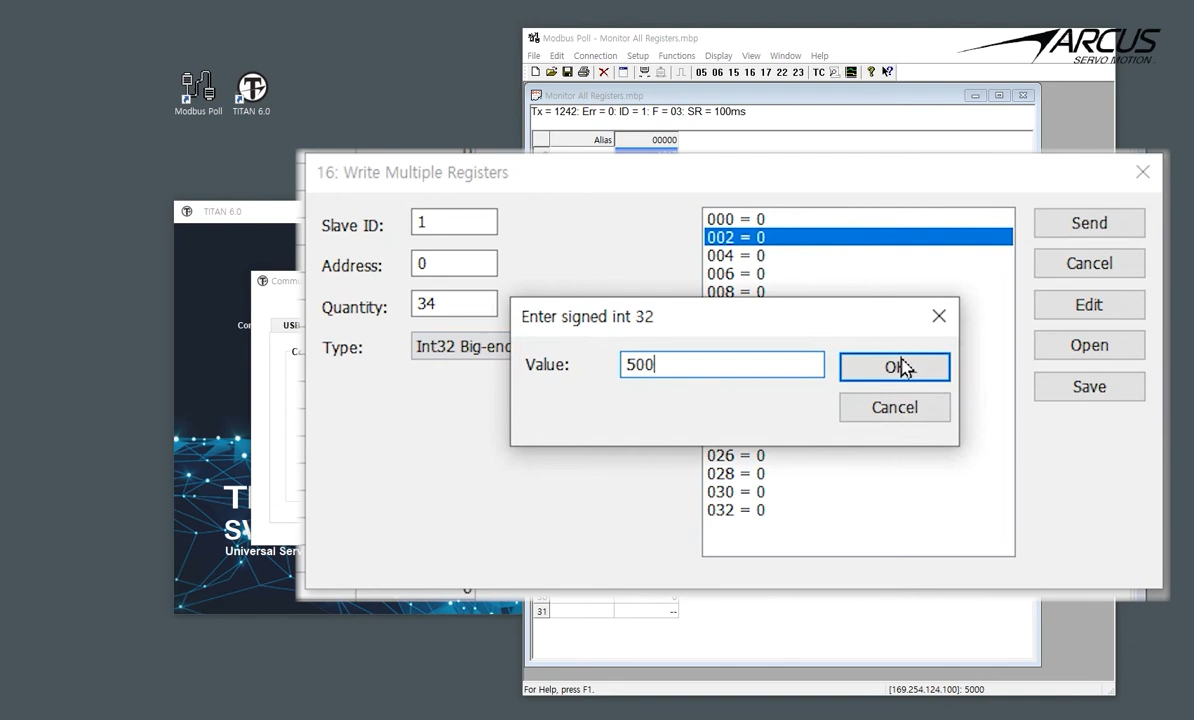 ARCUS
SERVO MOTION
Modbus Poll - Monitor All Registers.mbp
File Edit Connection Setup Functions Display View Window Help
05 06 15 16 17 22 23 TC
Modbus Poll
TITAN 6.0
Monitor All Registers.mbp
Tx = 1242: Err = 0: ID = 1: F = 03: SR = 100ms
Alias 00000
16: Write Multiple Registers
Slave ID: 1
Address: 0
Quantity: 34
Type: Int32 Big-end
000 = 0
002 = 0
004 = 0
006 = 0
008 = 0
Send
Cancel
Edit
Open
Save
TITAN 6.0
USB
Enter signed int 32
Value: 500
Cancel
026 = 0
028 = 0
030 = 0
032 = 0
Universal Serv
31 --
For Help, press F1.
[169.254.124.100]: 5000